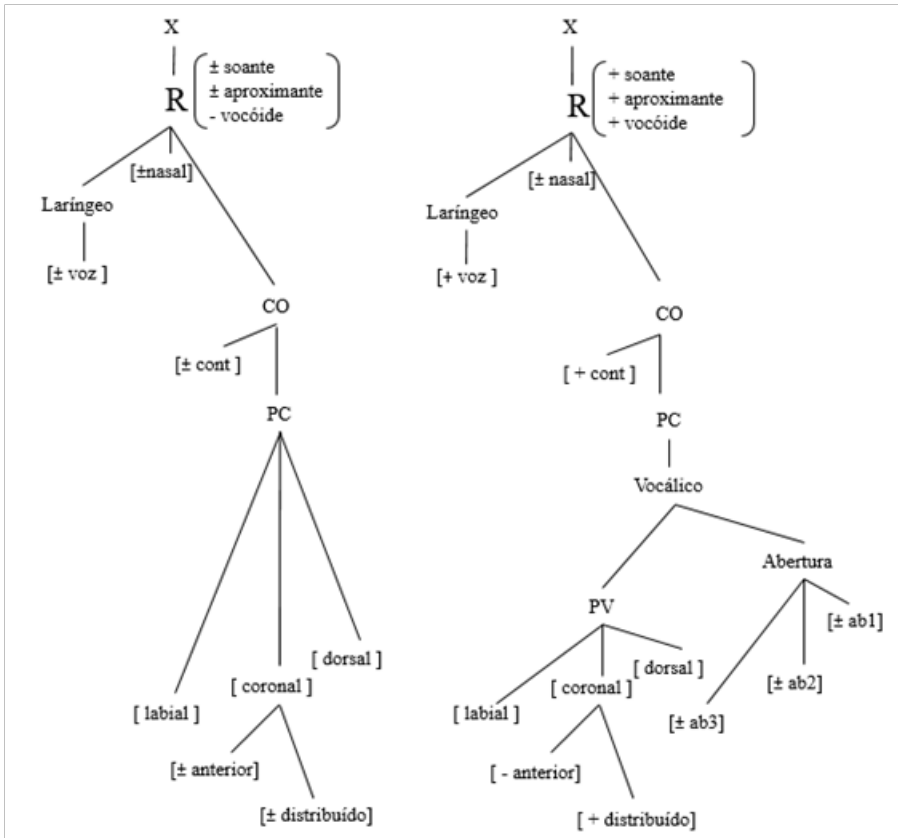 X
R
± soante
± aproximante
- vocóide
[±nasal]
Laríngeo
[± voz ]
CO
[± cont ]
PC
[ dorsal ]
[ coronal ]
[ labial ]
[± anterior]
[± distribuído]
X
R
+ soante
+ aproximante
+ vocóide
[± nasal]
Laríngeo
[+ voz ]
CO
[ + cont ]
PC
Vocálico
Abertura
PV
[± ab1]
[ dorsal ]
[± ab2]
[ coronal ]
[ labial ]
[± ab3]
[ - anterior]
[ + distribuído]